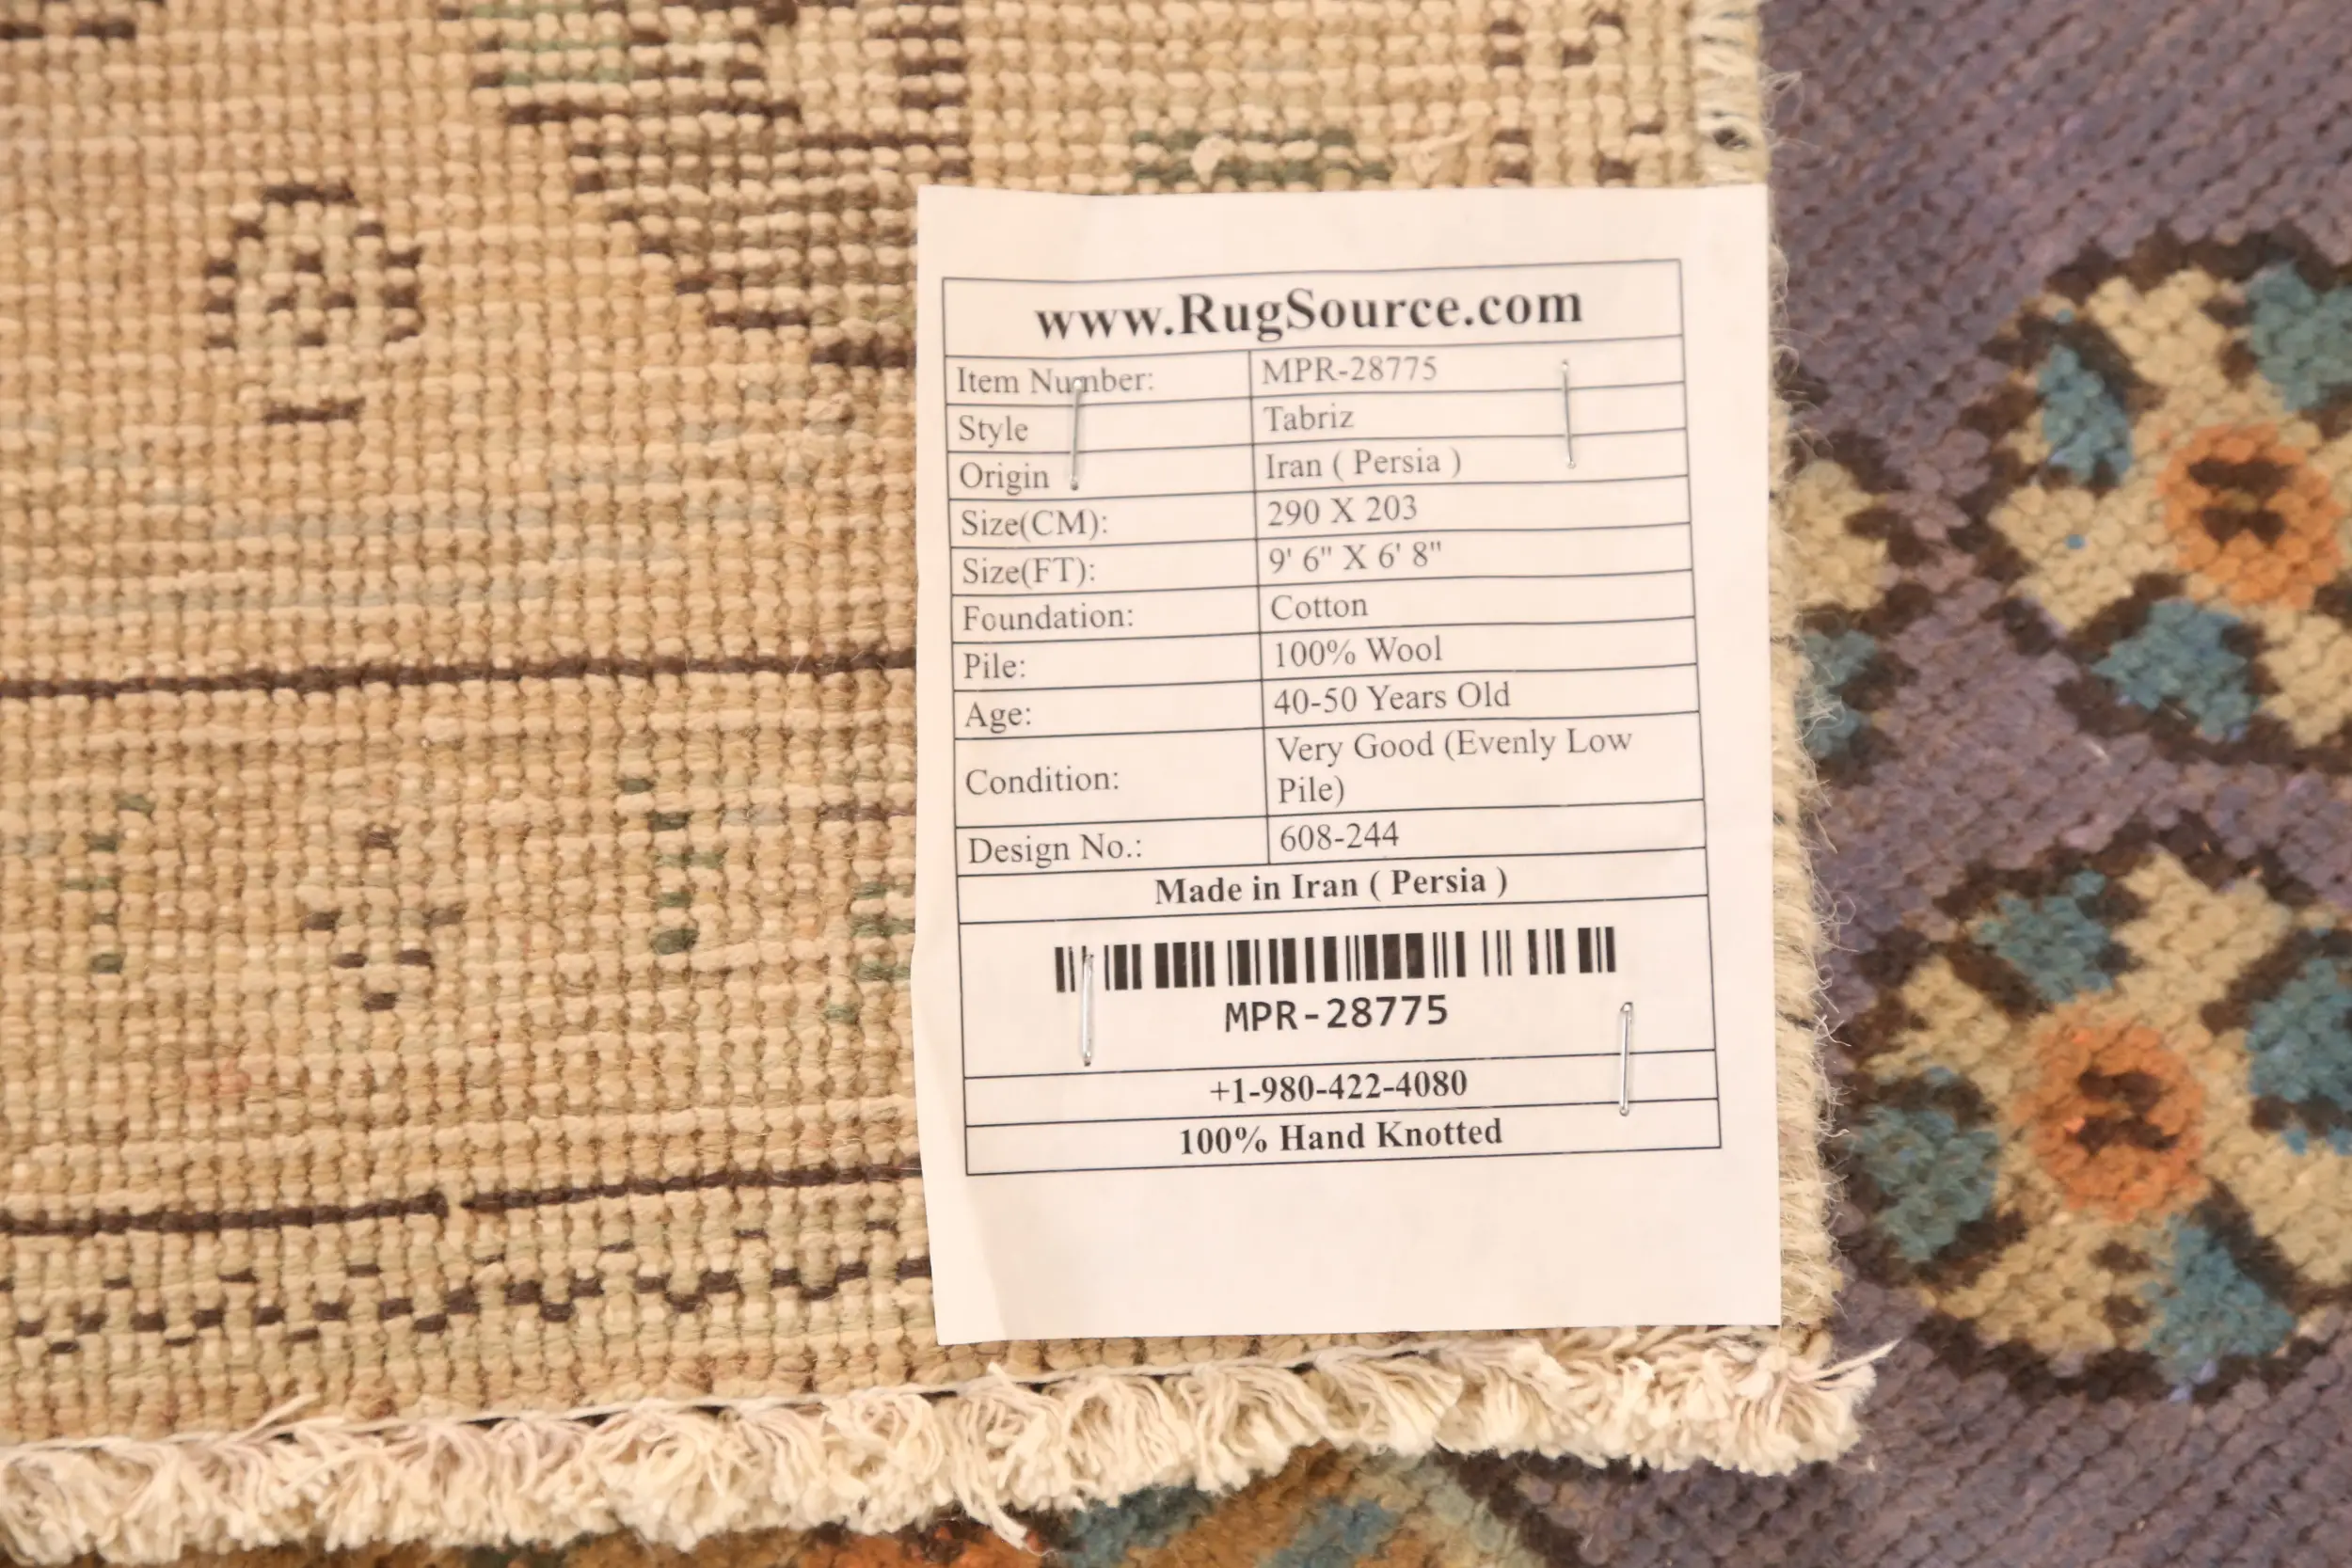 www.RugSource.com
Item Number: MPR-28775
Style Tabriz
Origin Iran ( Persia )
Size(CM): 290 X 203
Size(FT): 9' 6" X 6' 8"
Foundation: Cotton
Pile: 100% Wool
Age: 40-50 Years Old
Condition: Very Good (Evenly Low
Pile)
Design No.: 608-244
Made in Iran ( Persia )
MPR-28775
+1-980-422-4080
100% Hand Knotted